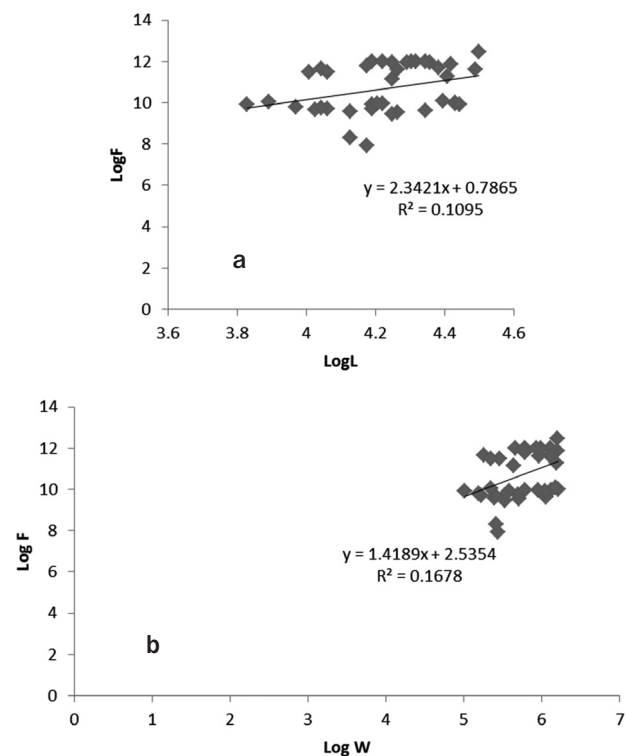 14
12
10
8
6
4
2
0
LogF
y = 2.3421x + 0.7865
R² = 0.1095
a
3.6 3.8 4 4.2 4.4 4.6
LogL
14
12
10
8
6
4
2
0
Log F
y = 1.4189x + 2.5354
R² = 0.1678
b
0 1 2 3 4 5 6 7
Log W